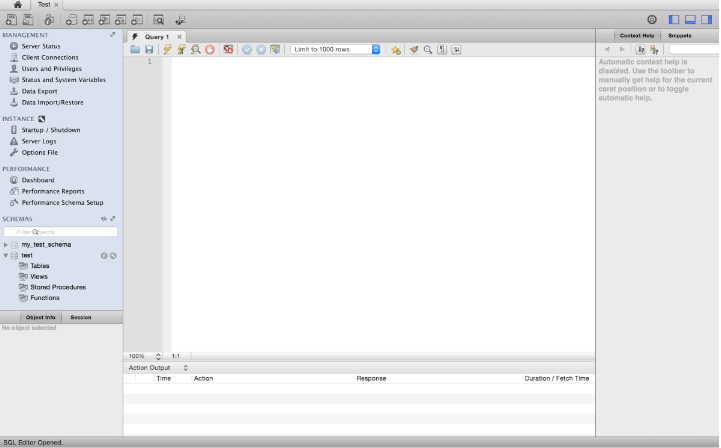 Test
MANAGEMENT
Server Status
Client Connections
Users and Privileges
Status and System Variables
Data Export
Data Import/Restore
INSTANCE
Startup / Shutdown
Server Logs
Options File
PERFORMANCE
Dashboard
Performance Reports
Performance Schema Setup
SCHEMAS
Filter objects
my_test_schema
test
Tables
Views
Stored Procedures
Functions
Object Info Session
No object selected
Query 1
Limit to 1000 rows
1
100% 1:1
Action Output
Time Action Response Duration / Fetch Time
Context Help Snippets
Automatic context help is
disabled. Use the toolbar to
manually get help for the current
caret position or to toggle
automatic help.
SQL Editor Opened.